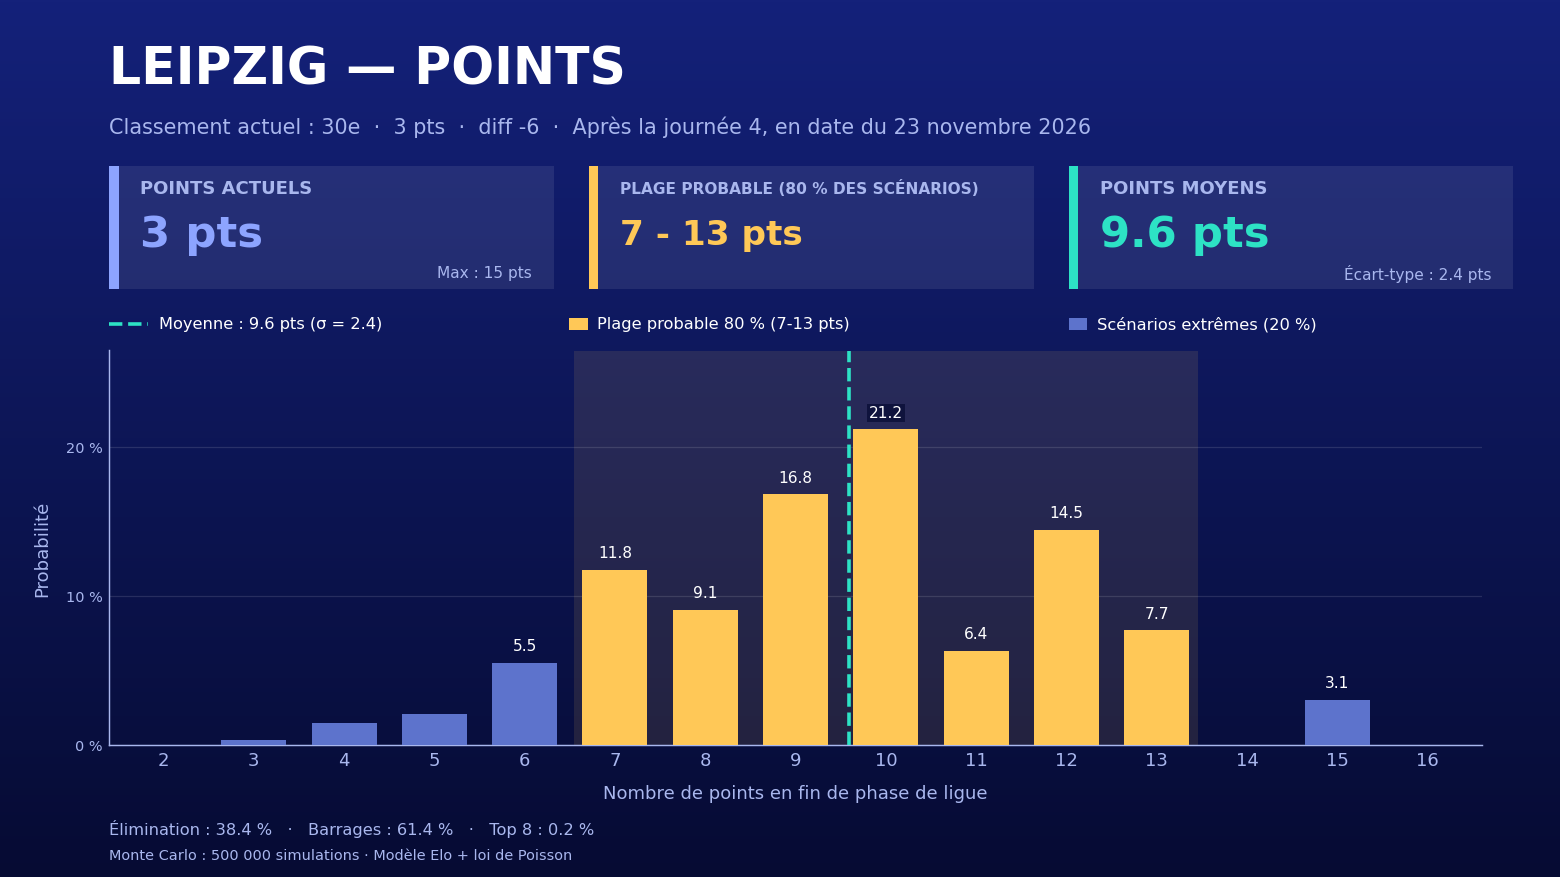 LEIPZIG — POINTS
Classement actuel : 30e · 3 pts · diff -6 · Après la journée 4, en date du 23 novembre 2026
POINTS ACTUELS
3 pts
Max : 15 pts
PLAGE PROBABLE (80 % DES SCÉNARIOS)
7 - 13 pts
POINTS MOYENS
9.6 pts
Écart-type : 2.4 pts
Moyenne : 9.6 pts (σ = 2.4)
Plage probable 80 % (7-13 pts)
Scénarios extrêmes (20 %)
Probabilité
20 %
10 %
0 %
5.5
11.8
9.1
16.8
21.2
6.4
14.5
7.7
3.1
2 3 4 5 6 7 8 9 10 11 12 13 14 15 16
Nombre de points en fin de phase de ligue
Élimination : 38.4 % · Barrages : 61.4 % · Top 8 : 0.2 %
Monte Carlo : 500 000 simulations · Modèle Elo + loi de Poisson